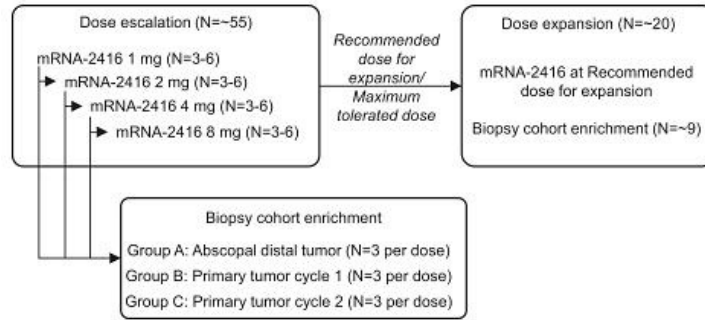 Dose escalation (N=~55)
mRNA-2416 1 mg (N=3-6)
mRNA-2416 2 mg (N=3-6)
mRNA-2416 4 mg (N=3-6)
mRNA-2416 8 mg (N=3-6)
Recommended
dose for
expansion/
Maximum
tolerated dose
Dose expansion (N=~20)
mRNA-2416 at Recommended
dose for expansion
Biopsy cohort enrichment (N=~9)
Biopsy cohort enrichment
Group A: Abscopal distal tumor (N=3 per dose)
Group B: Primary tumor cycle 1 (N=3 per dose)
Group C: Primary tumor cycle 2 (N=3 per dose)